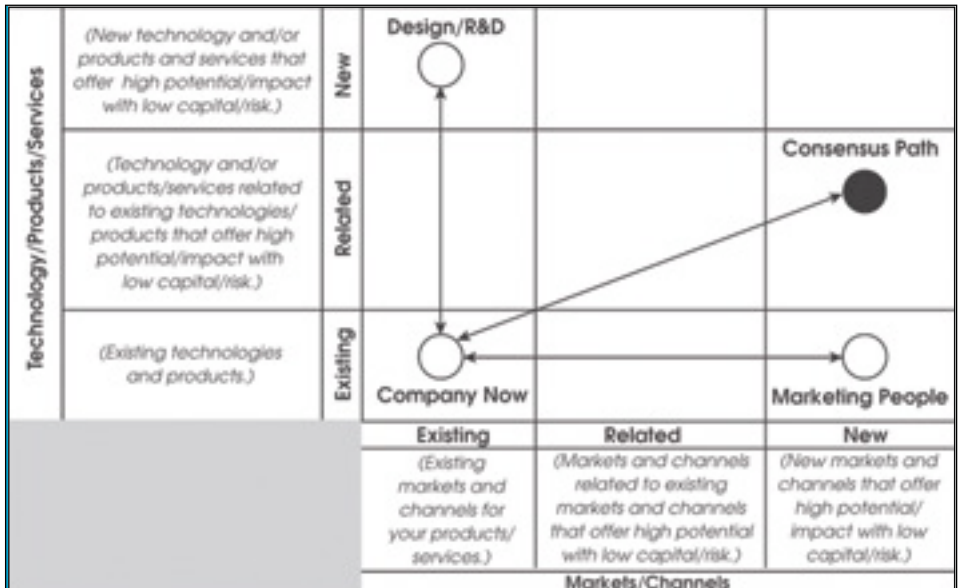 Technology/Products/Services
(New technology and/or
products and services that
offer high potential/impact
with low capital/risk.)
New
Design/R&D
(Technology and/or
products/services related
to existing technologies/
products that offer high
potential/impact with
low capital/risk.)
Related
Consensus Path
(Existing technologies
and products.)
Existing
Company Now
Marketing People
Existing
(Existing
markets and
channels for
your products/
services.)
Related
(Markets and channels
related to existing
markets and channels
that offer high potential
with low capital/risk.)
New
(New markets and
channels that offer
high potential/
impact with low
capital/risk.)
Markets/Channels